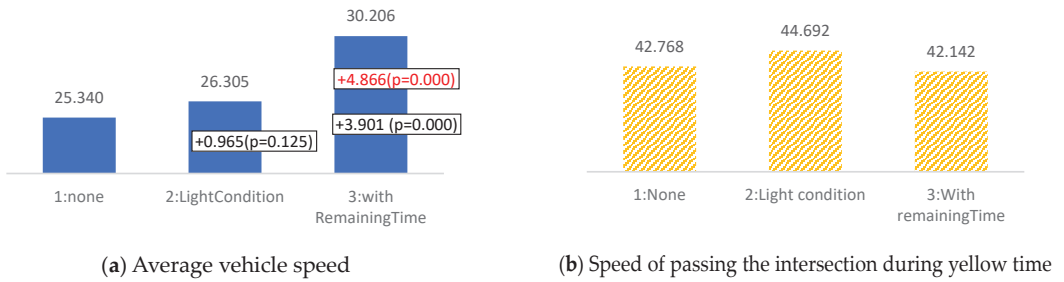 30.206
+4.866(p=0.000)
26.305
25.340
+3.901 (p=0.000)
+0.965(p=0.125)
1:none
2:LightCondition
3:with
RemainingTime
(a) Average vehicle speed
44.692
42.768
42.142
1:None
2:Light condition
3:With
remainingTime
(b) Speed of passing the intersection during yellow time